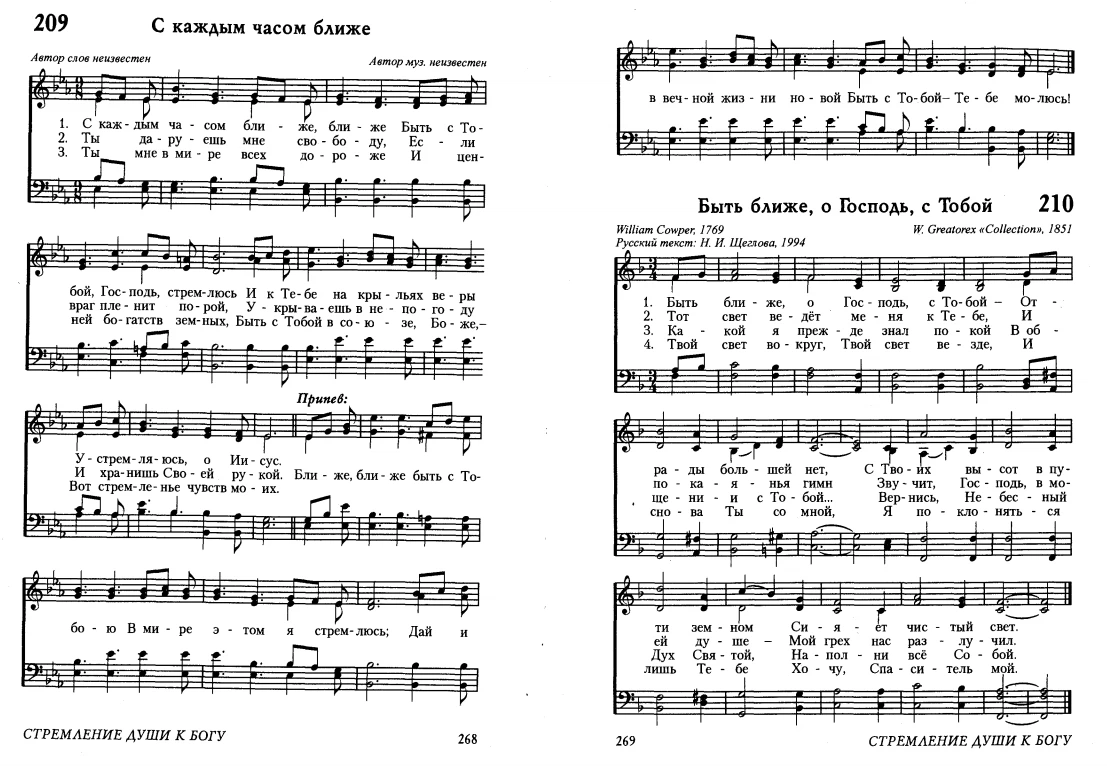 209 С каждым часом ближе
Автор слов неизвестен Автор муз. неизвестен
1. С каж - дым ча - сом бли - же, бли - же Быть с То -
2. Ты да - ру - ешь мне сво - бо - ду, Ес - ли
3. Ты мне в ми - ре всех до - ро - же И цен-
бой, Гос - подь, стрем-люсь И к Те - бе на кры - льях ве - ры
враг пле - нит по - рой, У - кры - ва - ешь в не - по - го - ду
ней бо - гатств зем - ных, Быть с Тобой в со - ю - зе, Бо - же,–
Припев:
У - стрем - ля - юсь, о Ии - сус.
И хра - нишь Сво - ей ру - кой. Бли - же, бли - же быть с То-
Вот стрем - ле - нье чувств мо - их.
бо - ю В ми - ре э - том я стрем - люсь; Дай и
СТРЕМЛЕНИЕ ДУШИ К БОГУ 268
в веч - ной жиз - ни но - вой Быть с То - бой – Те - бе мо - люсь!
Быть ближе, о Господь, с Тобой 210
William Cowper, 1769 W. Greatorex «Collection», 1851
Русский текст: Н. И. Щеглова, 1994
1. Быть бли - же, о Гос - подь, с То - бой – От -
2. Тот свет ве - дёт ме - ня к Те - бе, И
3. Ка - кой я преж - де знал по - кой В об -
4. Твой свет во - круг, Твой свет ве - зде, И
ра - ды боль - шей нет, С Тво - их вы - сот в пу-
по - ка - я - нья гимн Зву - чит, Гос - подь, в мо-
ще - ни - и с То - бой... Вер - нись, Не - бес - ный
сно - ва Ты со мной, Я по - кло - нять - ся
ти зем - ном Си - я - ет чис - тый свет.
ей ду - ше – Мой грех нас раз - лу - чил.
Дух Свя - той, На - пол - ни всё Со - бой.
лишь Те - бе Хо - чу, Спа - си - тель мой.
269 СТРЕМЛЕНИЕ ДУШИ К БОГУ